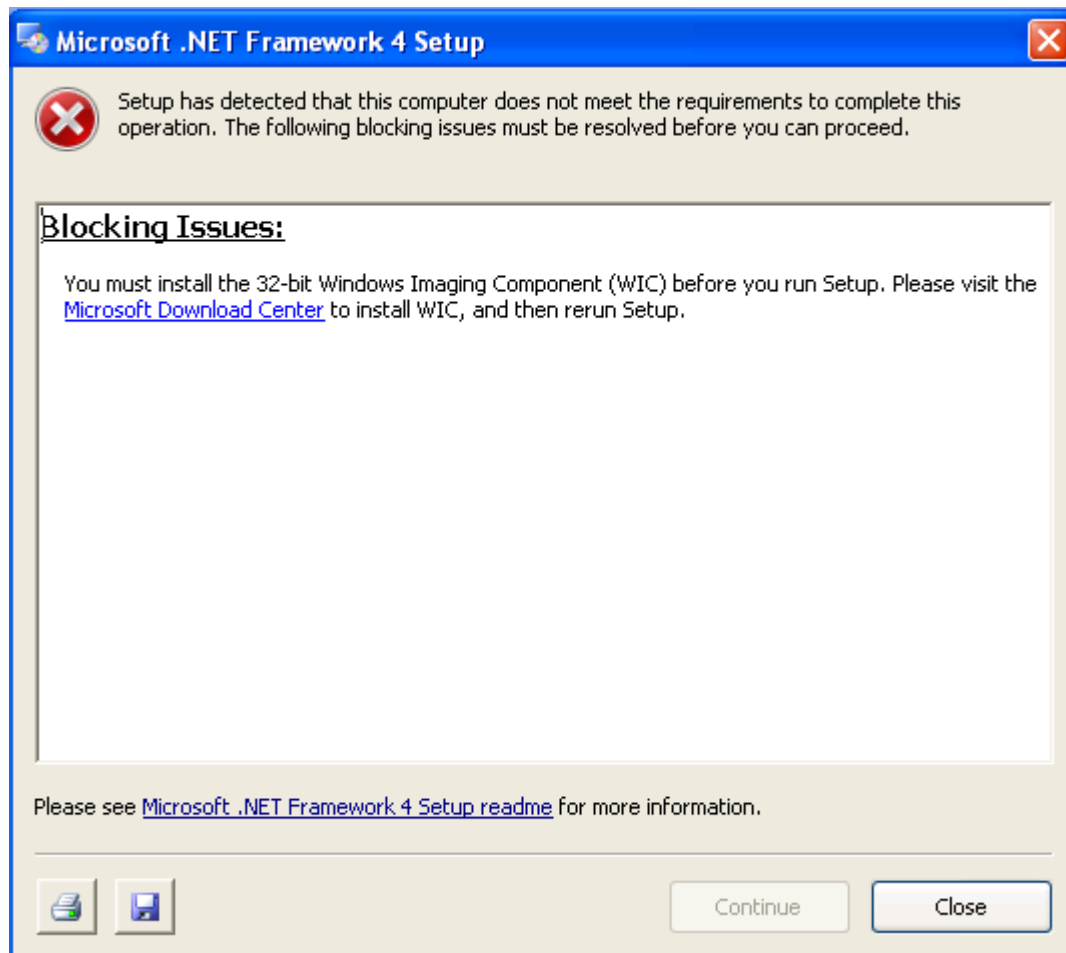 Microsoft .NET Framework 4 Setup
Setup has detected that this computer does not meet the requirements to complete this
operation. The following blocking issues must be resolved before you can proceed.
Blocking Issues:
You must install the 32-bit Windows Imaging Component (WIC) before you run Setup. Please visit the
Microsoft Download Center to install WIC, and then rerun Setup.
Please see Microsoft .NET Framework 4 Setup readme for more information.
Continue
Close